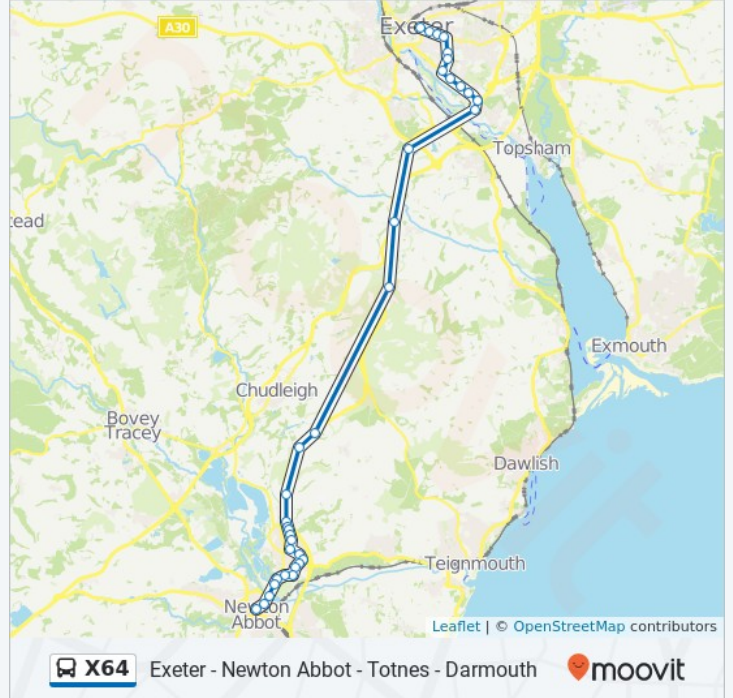 Exeter
A30
Topsham
ead
Exmouth
Chudleigh
Bovey
Tracey
Dawlish
Teignmouth
Newton
Abbot
Leaflet | © OpenStreetMap contributors
X64 Exeter - Newton Abbot - Totnes - Darmouth moovit